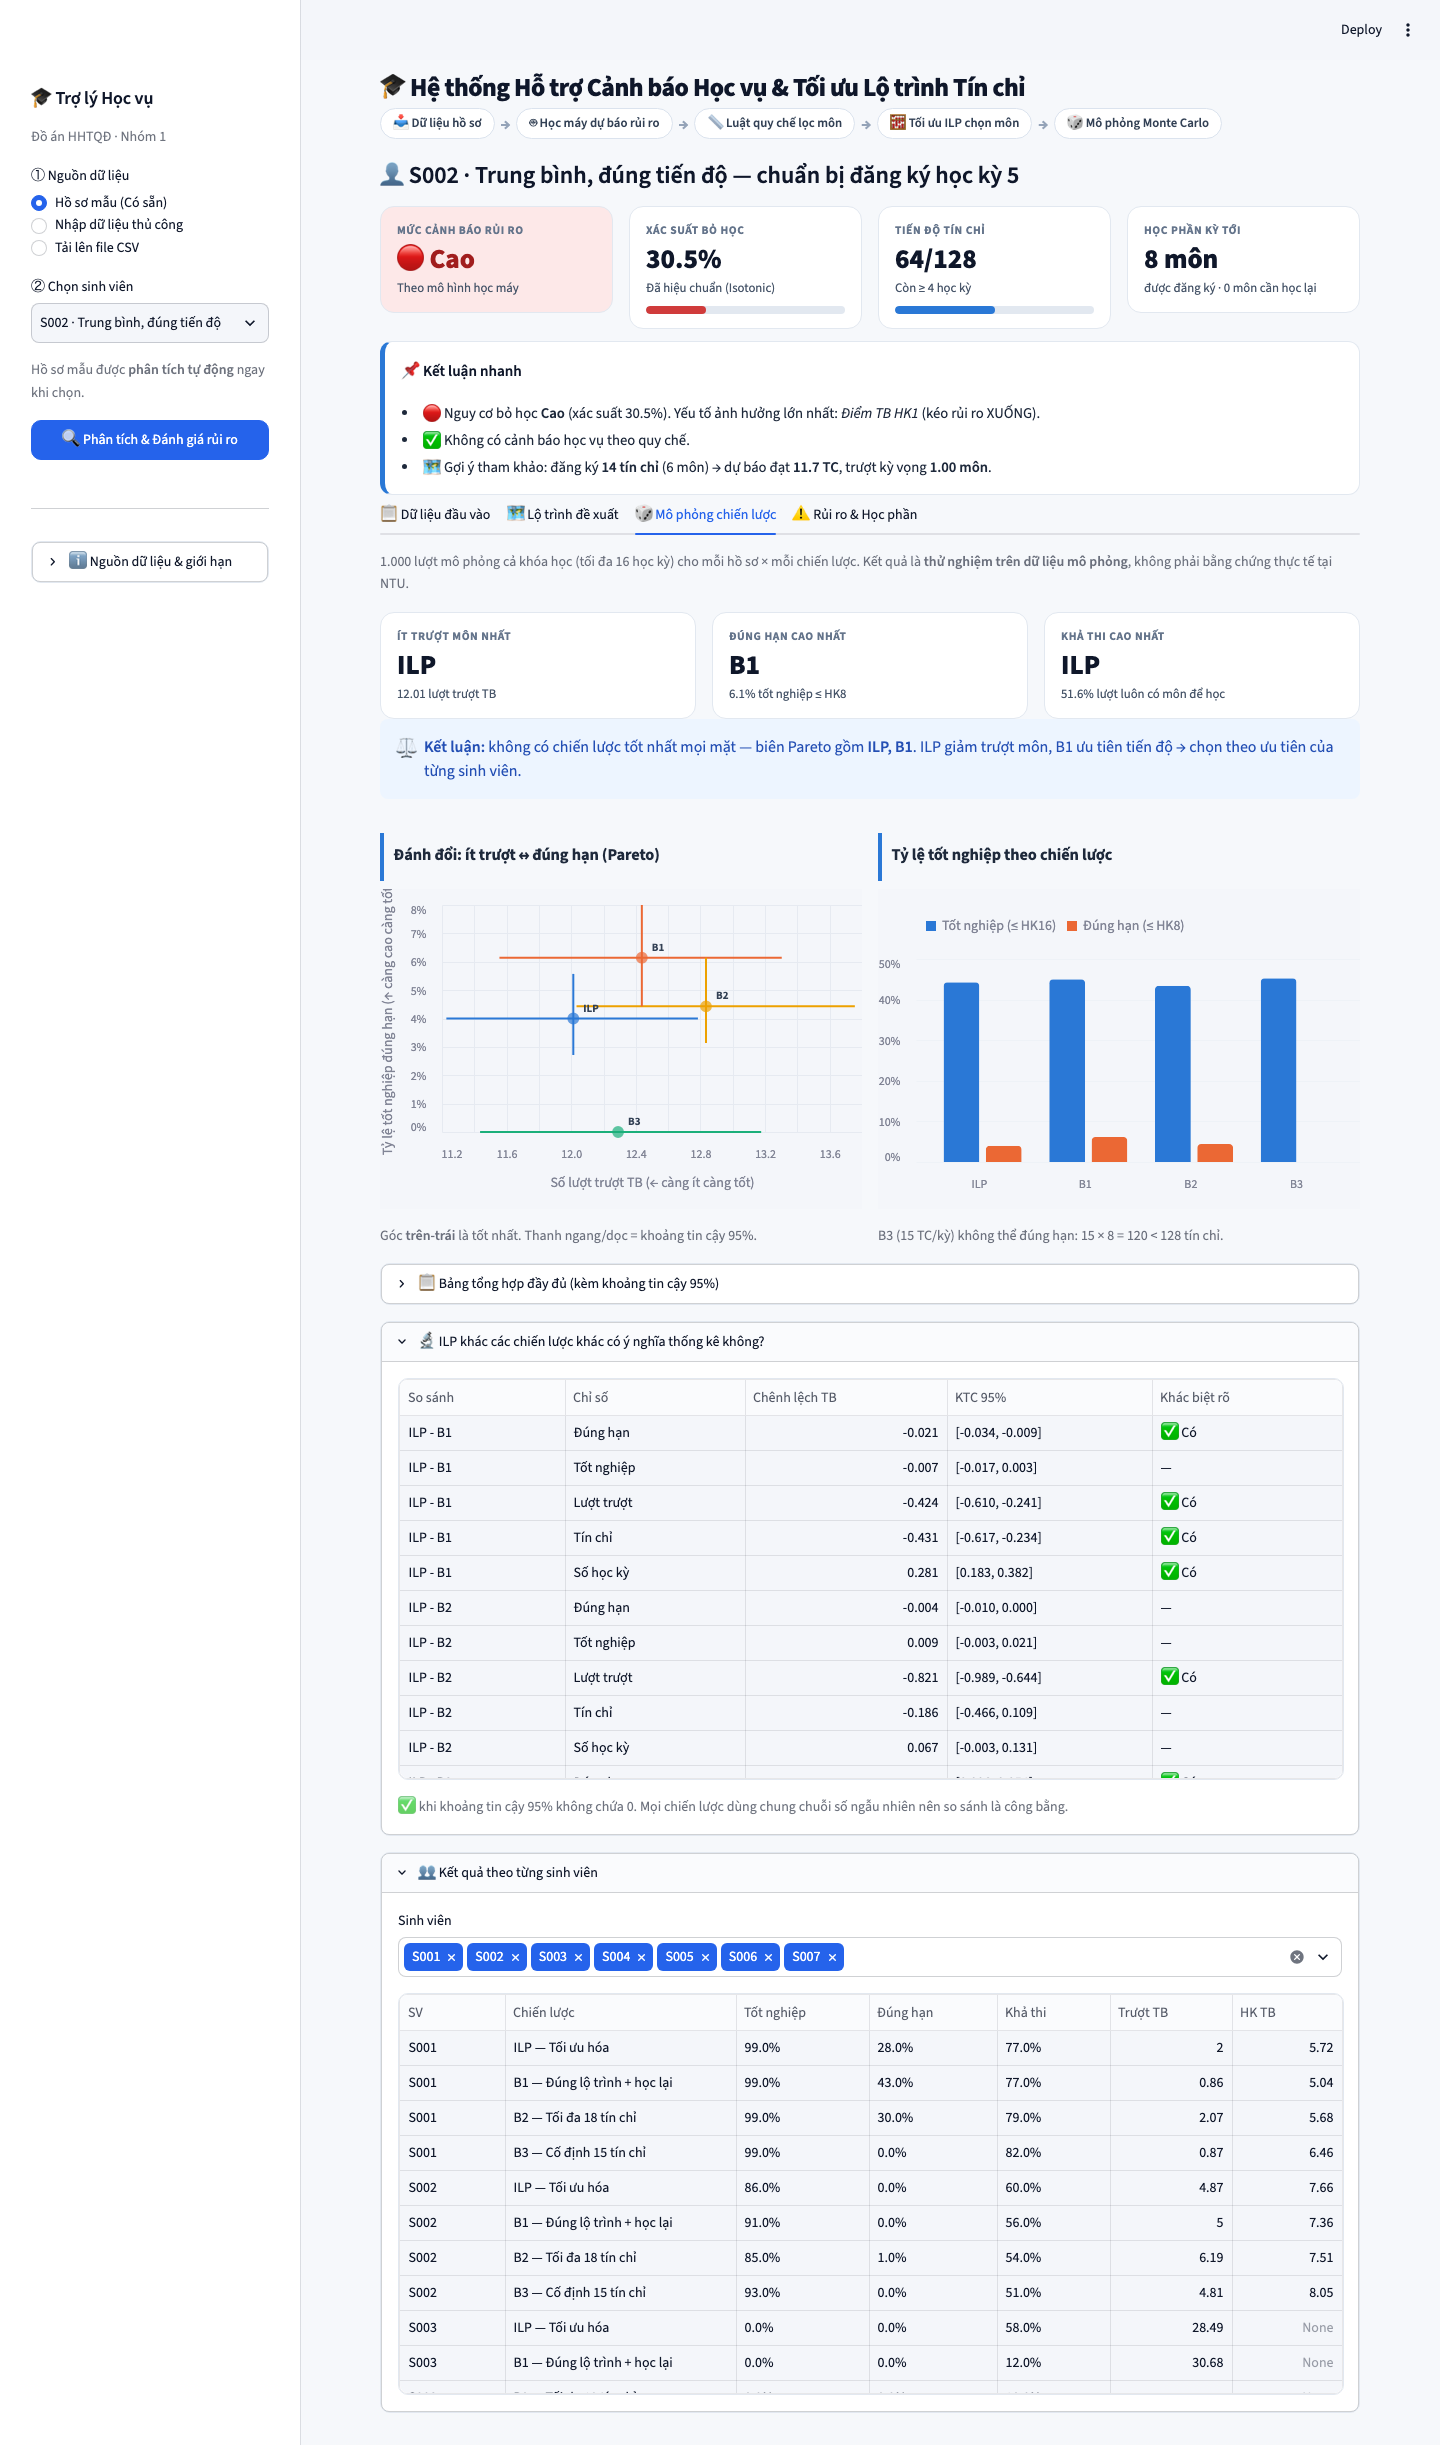 Deploy
🎓 Trợ lý Học vụ
Đồ án HHTQĐ · Nhóm 1
① Nguồn dữ liệu
Hồ sơ mẫu (Có sẵn)
Nhập dữ liệu thủ công
Tải lên file CSV
② Chọn sinh viên
S002 · Trung bình, đúng tiến độ
Hồ sơ mẫu được phân tích tự động ngay
khi chọn.
🔍 Phân tích & Đánh giá rủi ro
ℹ️ Nguồn dữ liệu & giới hạn
🎓 Hệ thống Hỗ trợ Cảnh báo Học vụ & Tối ưu Lộ trình Tín chỉ
Dữ liệu hồ sơ → Học máy dự báo rủi ro → Luật quy chế lọc môn → Tối ưu ILP chọn môn → Mô phỏng Monte Carlo
👤 S002 · Trung bình, đúng tiến độ — chuẩn bị đăng ký học kỳ 5
MỨC CẢNH BÁO RỦI RO
🔴 Cao
Theo mô hình học máy
XÁC SUẤT BỎ HỌC
30.5%
Đã hiệu chuẩn (Isotonic)
TIẾN ĐỘ TÍN CHỈ
64/128
Còn ≥ 4 học kỳ
HỌC PHẦN KỲ TỚI
8 môn
được đăng ký · 0 môn cần học lại
📌 Kết luận nhanh
• 🔴 Nguy cơ bỏ học Cao (xác suất 30.5%). Yếu tố ảnh hưởng lớn nhất: Điểm TB HK1 (kéo rủi ro XUỐNG).
• ✅ Không có cảnh báo học vụ theo quy chế.
• 🗺️ Gợi ý tham khảo: đăng ký 14 tín chỉ (6 môn) → dự báo đạt 11.7 TC, trượt kỳ vọng 1.00 môn.
📋 Dữ liệu đầu vào 🗺️ Lộ trình đề xuất 🎲 Mô phỏng chiến lược ⚠️ Rủi ro & Học phần
1.000 lượt mô phỏng cả khóa học (tối đa 16 học kỳ) cho mỗi hồ sơ × mỗi chiến lược. Kết quả là thử nghiệm trên dữ liệu mô phỏng, không phải bằng chứng thực tế tại
NTU.
ÍT TRƯỢT MÔN NHẤT
ILP
12.01 lượt trượt TB
ĐÚNG HẠN CAO NHẤT
B1
6.1% tốt nghiệp ≤ HK8
KHẢ THI CAO NHẤT
ILP
51.6% lượt luôn có môn để học
⚖️ Kết luận: không có chiến lược tốt nhất mọi mặt — biên Pareto gồm ILP, B1. ILP giảm trượt môn, B1 ưu tiên tiến độ → chọn theo ưu tiên của
từng sinh viên.
Đánh đổi: ít trượt ↔ đúng hạn (Pareto)
Tỷ lệ tốt nghiệp đúng hạn (↑ càng cao càng tốt
8%
7%
6%
5%
4%
3%
2%
1%
0%
B1
B2
ILP
B3
11.2 11.6 12.0 12.4 12.8 13.2 13.6
Số lượt trượt TB (← càng ít càng tốt)
Góc trên-trái là tốt nhất. Thanh ngang/dọc = khoảng tin cậy 95%.
Tỷ lệ tốt nghiệp theo chiến lược
Tốt nghiệp (≤ HK16) Đúng hạn (≤ HK8)
50%
40%
30%
20%
10%
0%
ILP B1 B2 B3
B3 (15 TC/kỳ) không thể đúng hạn: 15 × 8 = 120 < 128 tín chỉ.
📋 Bảng tổng hợp đầy đủ (kèm khoảng tin cậy 95%)
🔬 ILP khác các chiến lược khác có ý nghĩa thống kê không?
So sánh Chỉ số Chênh lệch TB KTC 95% Khác biệt rõ
ILP - B1 Đúng hạn -0.021 [-0.034, -0.009] ✅ Có
ILP - B1 Tốt nghiệp -0.007 [-0.017, 0.003] —
ILP - B1 Lượt trượt -0.424 [-0.610, -0.241] ✅ Có
ILP - B1 Tín chỉ -0.431 [-0.617, -0.234] ✅ Có
ILP - B1 Số học kỳ 0.281 [0.183, 0.382] ✅ Có
ILP - B2 Đúng hạn -0.004 [-0.010, 0.000] —
ILP - B2 Tốt nghiệp 0.009 [-0.003, 0.021] —
ILP - B2 Lượt trượt -0.821 [-0.989, -0.644] ✅ Có
ILP - B2 Tín chỉ -0.186 [-0.466, 0.109] —
ILP - B2 Số học kỳ 0.067 [-0.003, 0.131] —
✅ khi khoảng tin cậy 95% không chứa 0. Mọi chiến lược dùng chung chuỗi số ngẫu nhiên nên so sánh là công bằng.
👥 Kết quả theo từng sinh viên
Sinh viên
S001 × S002 × S003 × S004 × S005 × S006 × S007 ×
SV Chiến lược Tốt nghiệp Đúng hạn Khả thi Trượt TB HK TB
S001 ILP — Tối ưu hóa 99.0% 28.0% 77.0% 2 5.72
S001 B1 — Đúng lộ trình + học lại 99.0% 43.0% 77.0% 0.86 5.04
S001 B2 — Tối đa 18 tín chỉ 99.0% 30.0% 79.0% 2.07 5.68
S001 B3 — Cố định 15 tín chỉ 99.0% 0.0% 82.0% 0.87 6.46
S002 ILP — Tối ưu hóa 86.0% 0.0% 60.0% 4.87 7.66
S002 B1 — Đúng lộ trình + học lại 91.0% 0.0% 56.0% 5 7.36
S002 B2 — Tối đa 18 tín chỉ 85.0% 1.0% 54.0% 6.19 7.51
S002 B3 — Cố định 15 tín chỉ 93.0% 0.0% 51.0% 4.81 8.05
S003 ILP — Tối ưu hóa 0.0% 0.0% 58.0% 28.49 None
S003 B1 — Đúng lộ trình + học lại 0.0% 0.0% 12.0% 30.68 None